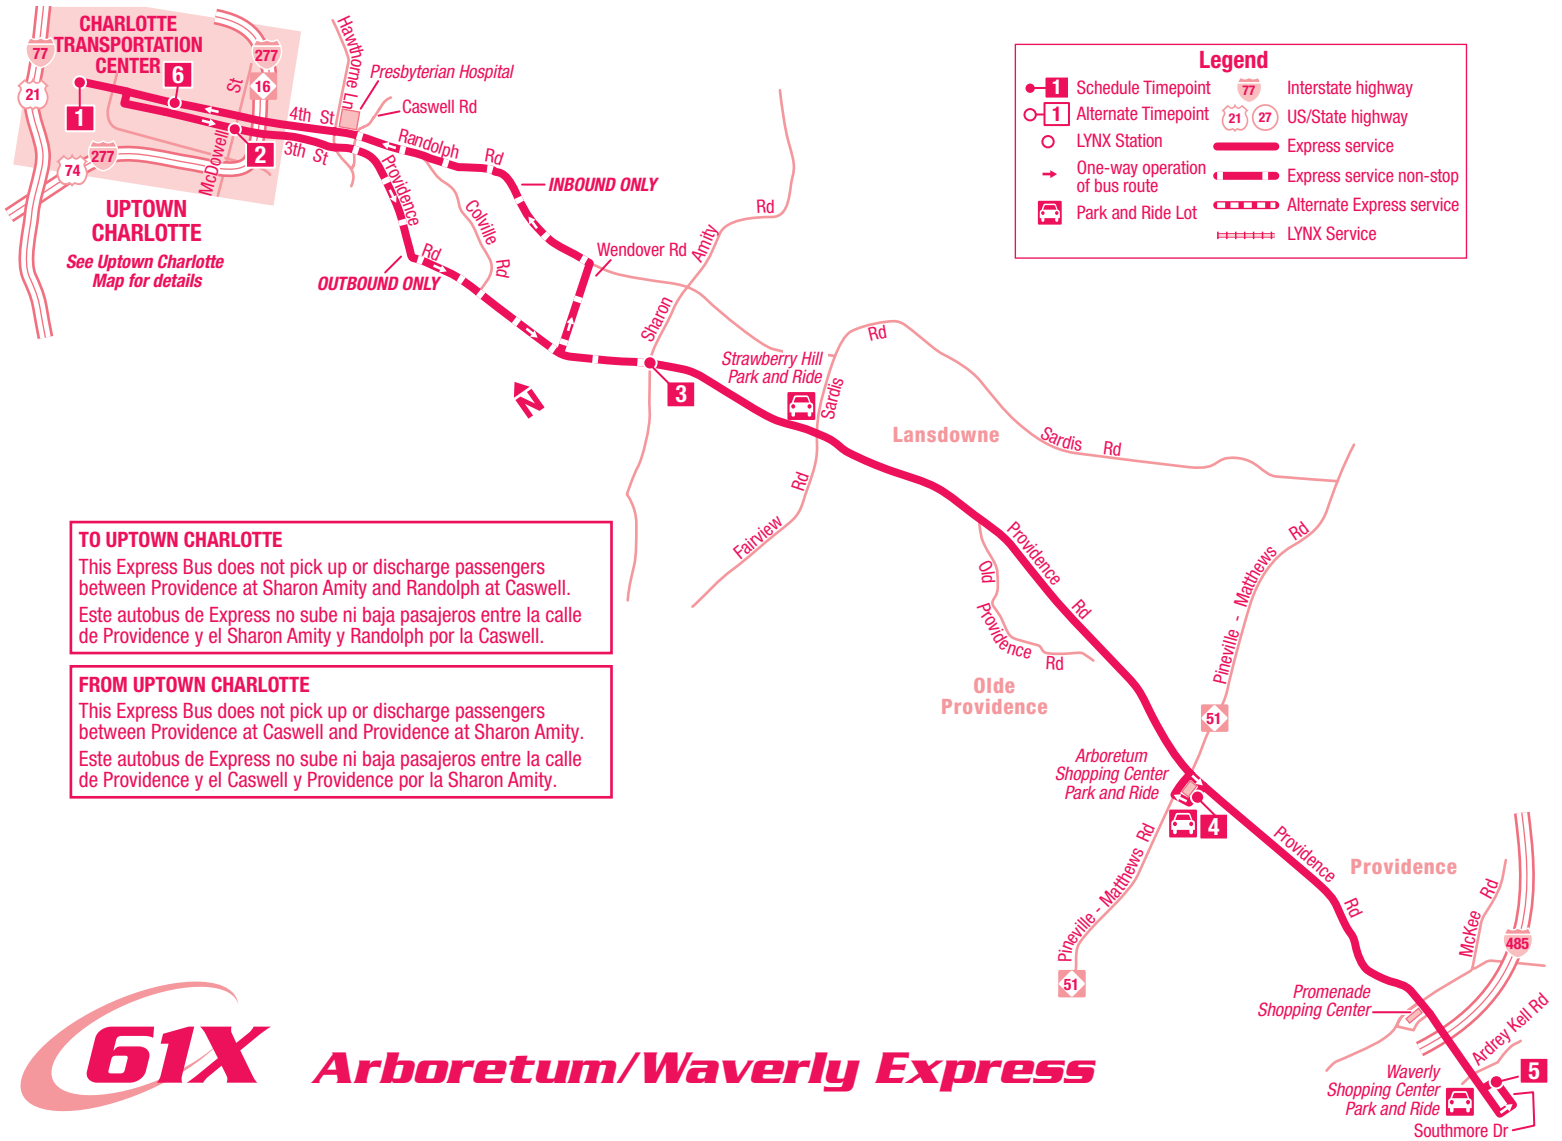 CHARLOTTE
TRANSPORTATION
CENTER
77
21
277
16
74
277
1
6
2
St
McDowell
UPTOWN
CHARLOTTE
See Uptown Charlotte
Map for details
Hawthorne Ln
Presbyterian Hospital
Caswell Rd
4th St
3th St
Randolph Rd
INBOUND ONLY
Providence Rd
OUTBOUND ONLY
Colville Rd
Wendover Rd
Sharon Amity Rd
3
N
Strawberry Hill
Park and Ride
Sardis Rd
Fairview Rd
Lansdowne
Sardis Rd
Legend
1 Schedule Timepoint
1 Alternate Timepoint
LYNX Station
One-way operation
of bus route
Park and Ride Lot
77 Interstate highway
21 27 US/State highway
Express service
Express service non-stop
Alternate Express service
LYNX Service
TO UPTOWN CHARLOTTE
This Express Bus does not pick up or discharge passengers
between Providence at Sharon Amity and Randolph at Caswell.
Este autobus de Express no sube ni baja pasajeros entre la calle
de Providence y el Sharon Amity y Randolph por la Caswell.
FROM UPTOWN CHARLOTTE
This Express Bus does not pick up or discharge passengers
between Providence at Caswell and Providence at Sharon Amity.
Este autobus de Express no sube ni baja pasajeros entre la calle
de Providence y el Caswell y Providence por la Sharon Amity.
Providence Rd
Old Providence Rd
Olde
Providence
Pineville - Matthews Rd
51
Arboretum
Shopping Center
Park and Ride
4
Pineville - Matthews Rd
51
Providence Rd
Providence
McKee Rd
485
Promenade
Shopping Center
Ardrey Kell Rd
Waverly
Shopping Center
Park and Ride
5
Southmore Dr
61X Arboretum/Waverly Express